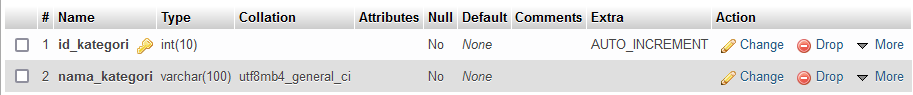 # Name Type Collation Attributes Null Default Comments Extra Action
1 id_kategori int(10) No None AUTO_INCREMENT Change Drop More
2 nama_kategori varchar(100) utf8mb4_general_ci No None Change Drop More